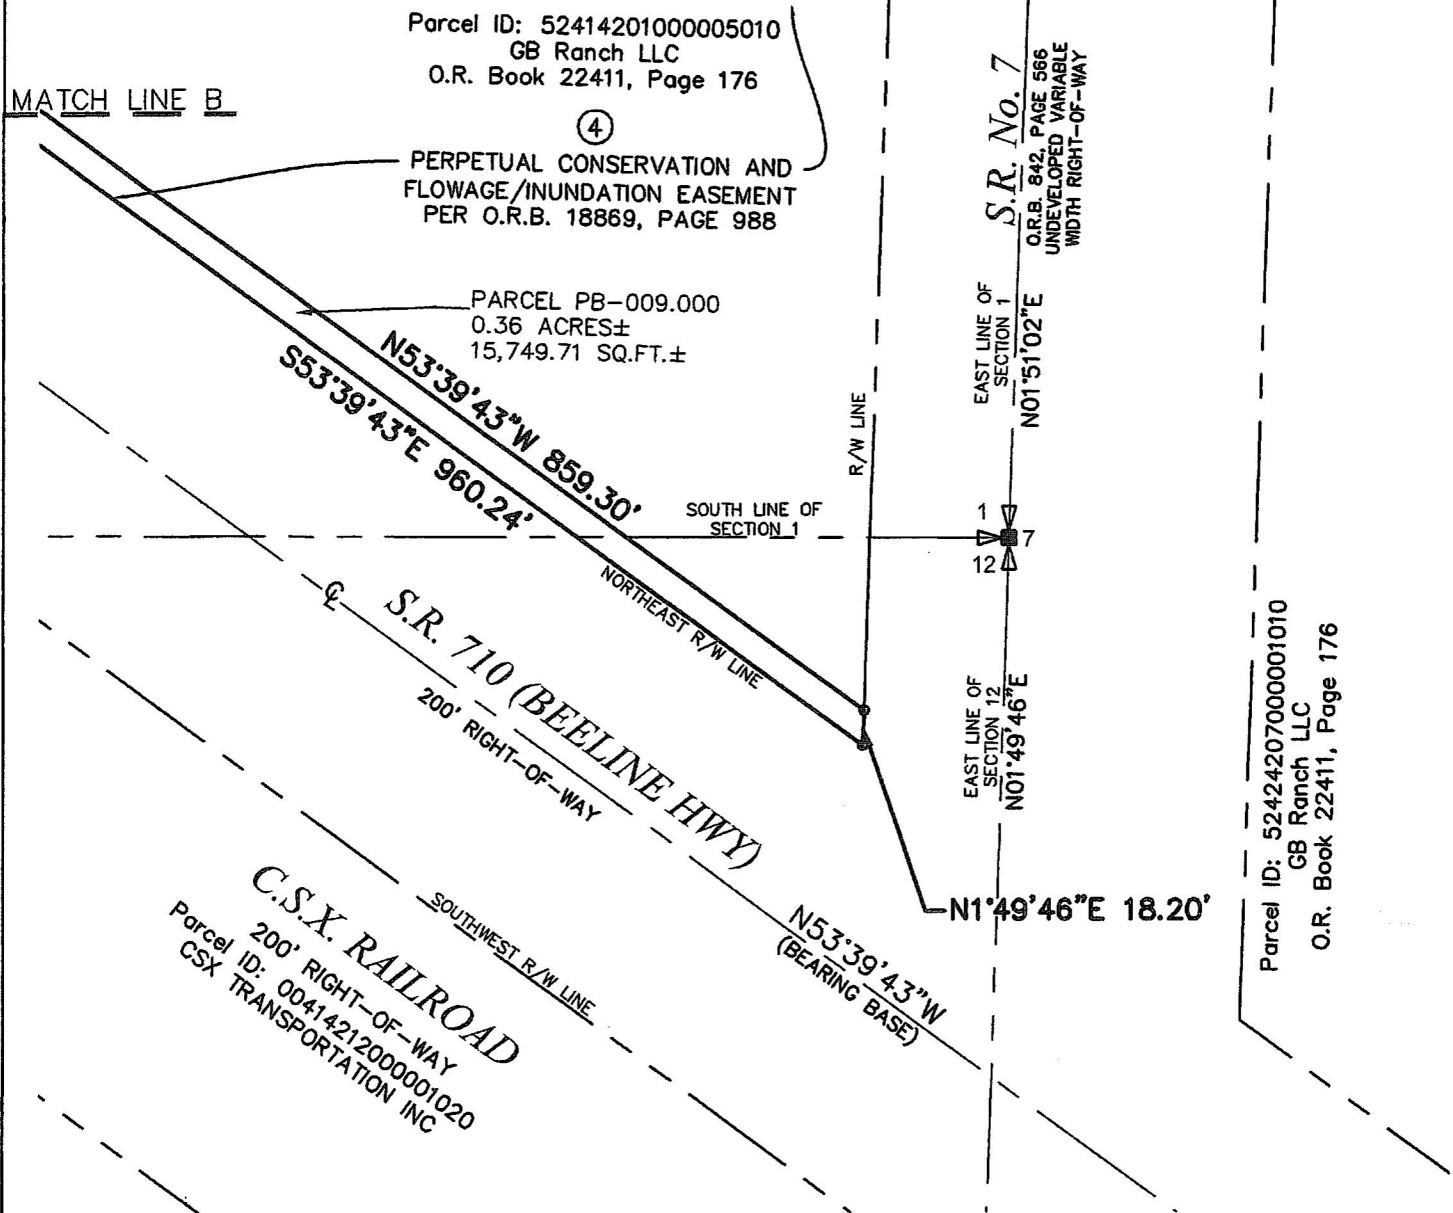 Parcel ID: 52414201000005010
GB Ranch LLC
O.R. Book 22411, Page 176
MATCH LINE B
4
PERPETUAL CONSERVATION AND
FLOWAGE/INUNDATION EASEMENT
PER O.R.B. 18869, PAGE 988
S.R. No. 7
O.R.B. 842, PAGE 566
UNDEVELOPED VARIABLE
WIDTH RIGHT-OF-WAY
PARCEL PB-009.000
0.36 ACRES±
15,749.71 SQ.FT.±
N53°39'43"W 859.30'
S53°39'43"E 960.24'
EAST LINE OF
SECTION 1
N01°51'02"E
R/W LINE
SOUTH LINE OF
SECTION 1
1
7
12
NORTHEAST R/W LINE
℄
S.R. 710 (BEELINE HWY)
200' RIGHT-OF-WAY
EAST LINE OF
SECTION 12
N01°49'46"E
N1°49'46"E 18.20'
N53°39'43"W
(BEARING BASE)
SOUTHWEST R/W LINE
C.S.X. RAILROAD
200' RIGHT-OF-WAY
Parcel ID: 00414212000001020
CSX TRANSPORTATION INC
Parcel ID: 52424207000001010
GB Ranch LLC
O.R. Book 22411, Page 176